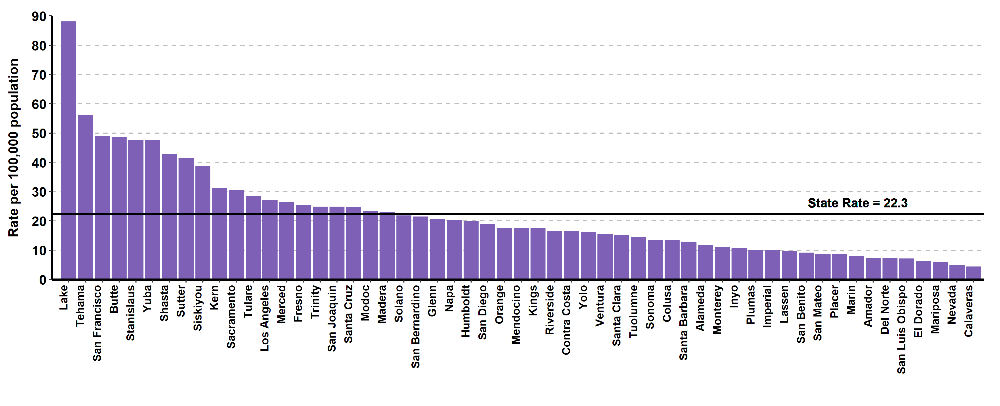 Rate per 100,000 population
90
80
70
60
50
40
30
20
10
0
State Rate = 22.3
Lake
Tehama
San Francisco
Butte
Stanislaus
Yuba
Shasta
Sutter
Siskiyou
Kern
Sacramento
Tulare
Los Angeles
Merced
Fresno
Trinity
San Joaquin
Santa Cruz
Modoc
Madera
Solano
San Bernardino
Glenn
Napa
Humboldt
San Diego
Orange
Mendocino
Kings
Riverside
Contra Costa
Yolo
Ventura
Santa Clara
Tuolumne
Sonoma
Colusa
Santa Barbara
Alameda
Monterey
Inyo
Plumas
Imperial
Lassen
San Benito
San Mateo
Placer
Marin
Amador
Del Norte
San Luis Obispo
El Dorado
Mariposa
Nevada
Calaveras